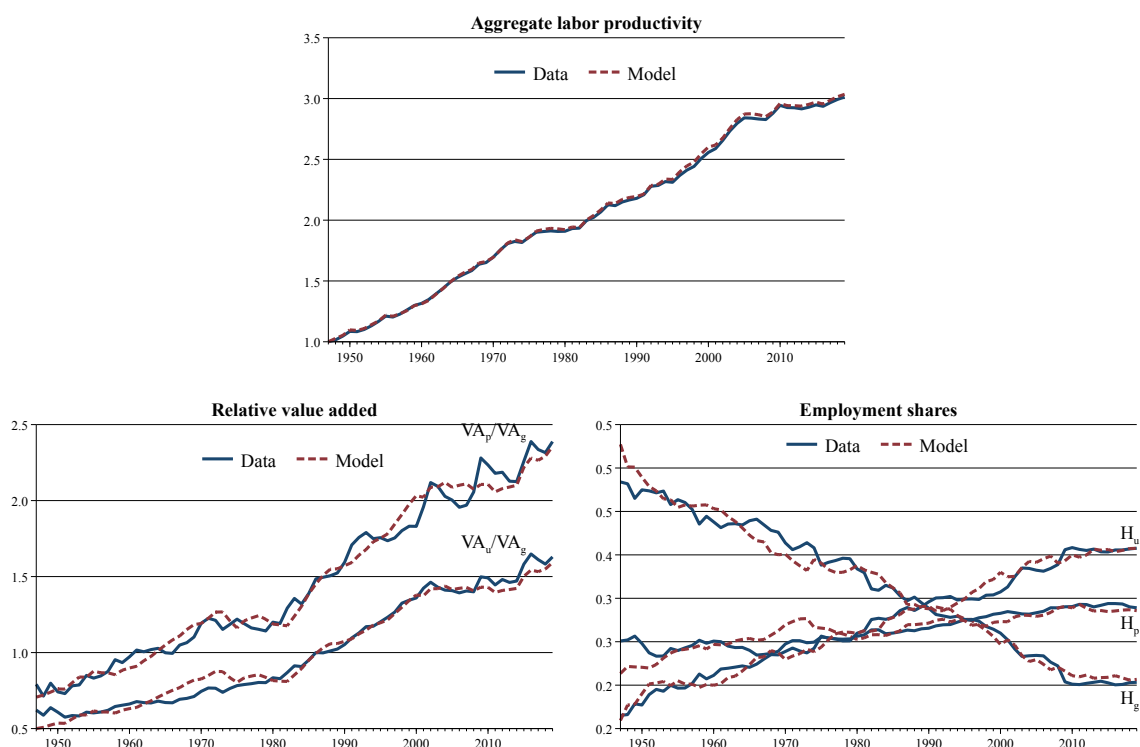 Aggregate labor productivity
3.5
Data Model
3.0
2.5
2.0
1.5
1.0
1950 1960 1970 1980 1990 2000 2010
Relative value added
2.5
VAp/VAg
Data Model
2.0
VAu/VAg
1.5
1.0
0.5
1950 1960 1970 1980 1990 2000 2010
Employment shares
0.5
Data Model
0.5
0.5
Hu
0.4
0.3
Hp
0.3
0.2
Hg
0.2
1950 1960 1970 1980 1990 2000 2010